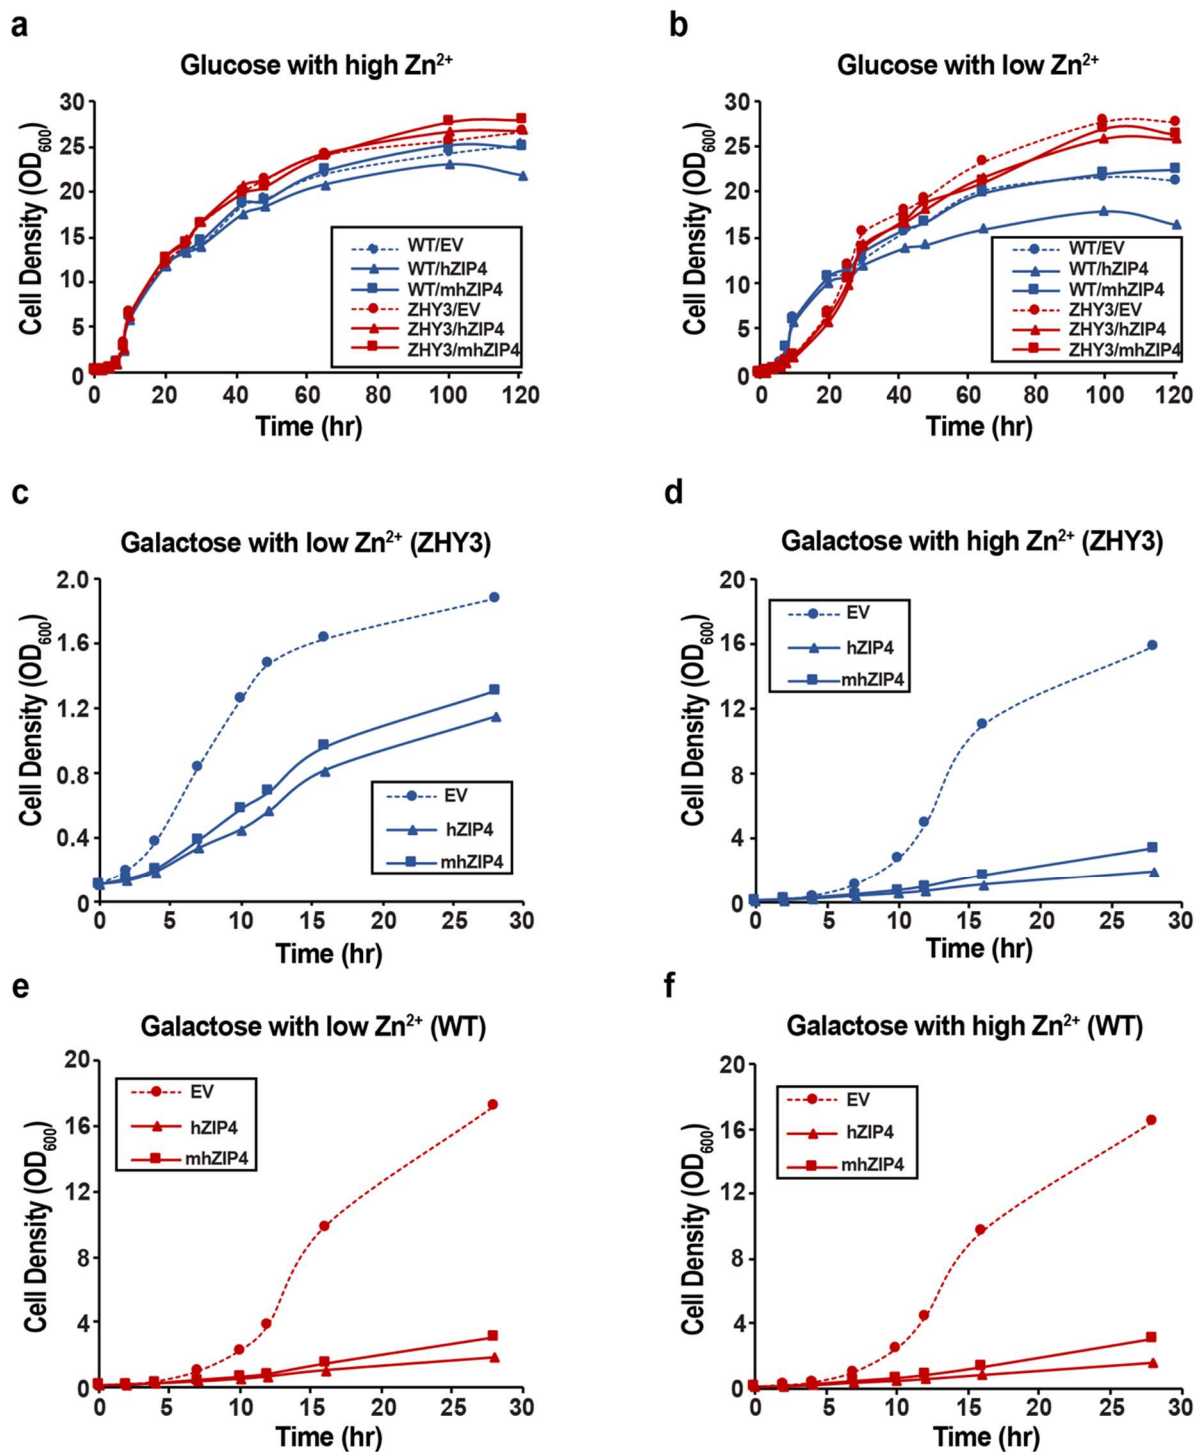 a
Glucose with high Zn²⁺
Cell Density (OD₆₀₀)
30
25
20
15
10
5
0
WT/EV
WT/hZIP4
WT/mhZIP4
ZHY3/EV
ZHY3/hZIP4
ZHY3/mhZIP4
0 20 40 60 80 100 120
Time (hr)
b
Glucose with low Zn²⁺
Cell Density (OD₆₀₀)
30
25
20
15
10
5
0
WT/EV
WT/hZIP4
WT/mhZIP4
ZHY3/EV
ZHY3/hZIP4
ZHY3/mhZIP4
0 20 40 60 80 100 120
Time (hr)
c
Galactose with low Zn²⁺ (ZHY3)
Cell Density (OD₆₀₀)
2.0
1.6
1.2
0.8
0.4
0
EV
hZIP4
mhZIP4
0 5 10 15 20 25 30
Time (hr)
d
Galactose with high Zn²⁺ (ZHY3)
Cell Density (OD₆₀₀)
20
16
12
8
4
0
EV
hZIP4
mhZIP4
0 5 10 15 20 25 30
Time (hr)
e
Galactose with low Zn²⁺ (WT)
Cell Density (OD₆₀₀)
20
16
12
8
4
0
EV
hZIP4
mhZIP4
0 5 10 15 20 25 30
Time (hr)
f
Galactose with high Zn²⁺ (WT)
Cell Density (OD₆₀₀)
20
16
12
8
4
0
EV
hZIP4
mhZIP4
0 5 10 15 20 25 30
Time (hr)